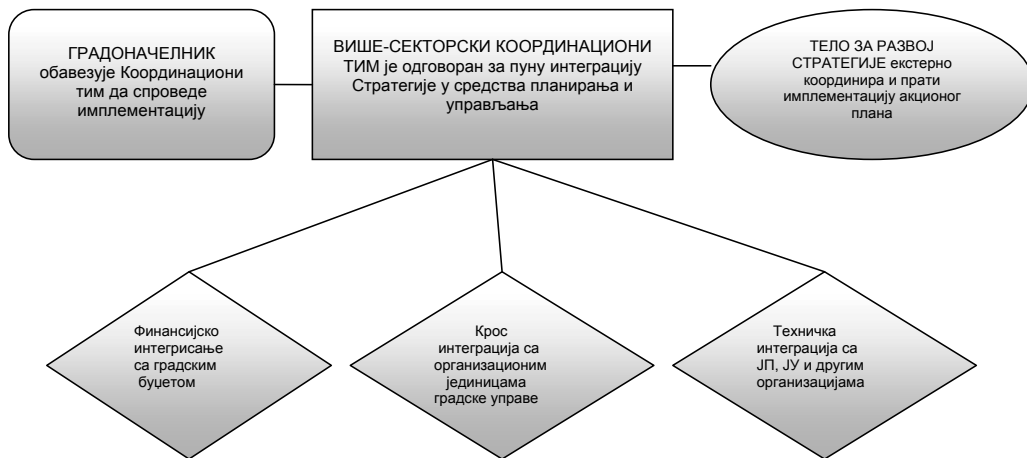 ГРАДОНАЧЕЛНИК
обавезује Координациони
тим да спроведе
имплементацију
ВИШЕ-СЕКТОРСКИ КООРДИНАЦИОНИ
ТИМ је одговоран за пуну интеграцију
Стратегије у средства планирања и
управљања
ТЕЛО ЗА РАЗВОЈ
СТРАТЕГИЈЕ екстерно
координира и прати
имплементацију акционог
плана
Финансијско
интегрисање
са градским
буџетом
Крос
интеграција са
организационим
јединицама
градске управе
Техничка
интеграција са
ЈП, ЈУ и другим
организацијама